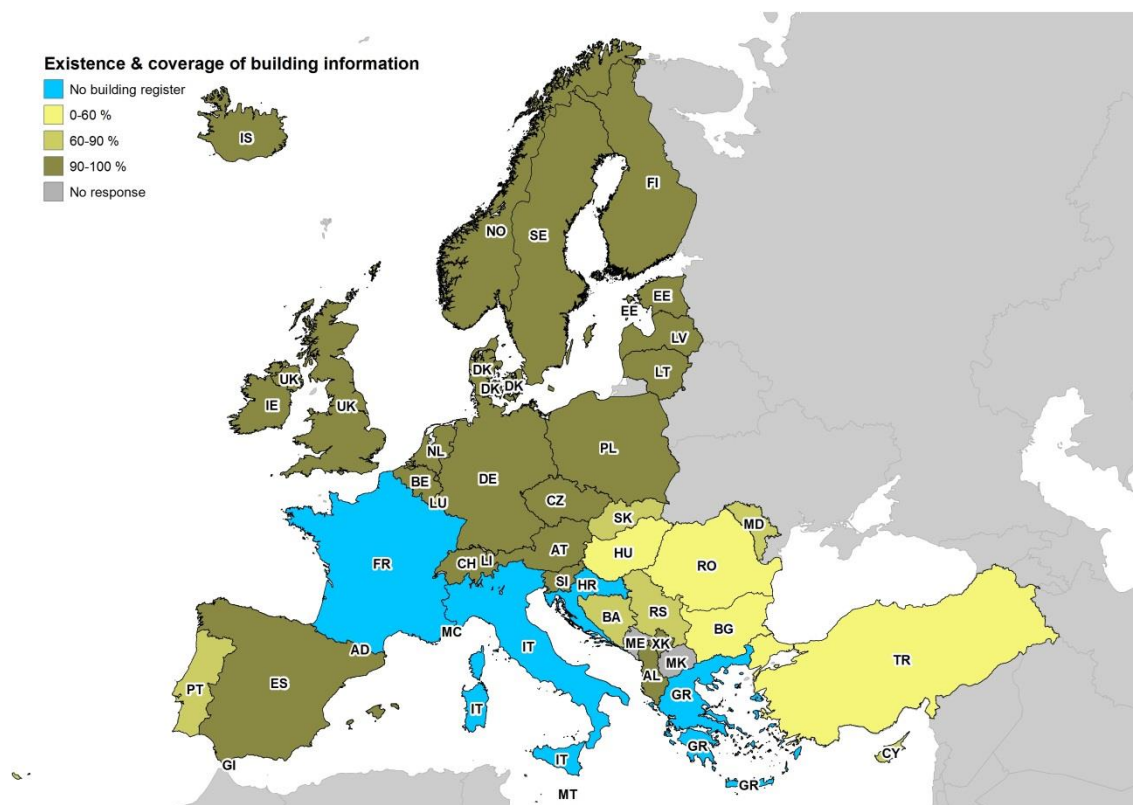 Existence & coverage of building information
No building register
0-60 %
60-90 %
90-100 %
No response
IS
FI
NO
SE
EE
EE
LV
LT
DK
DK
DK
UK
IE
UK
NL
PL
BE
DE
LU
CZ
SK
MD
AT
HU
FR
CH
LI
RO
SI
HR
BA
RS
MC
IT
BG
ME
XK
AD
MK
TR
AL
PT
ES
IT
GR
GR
IT
CY
GI
GR
MT